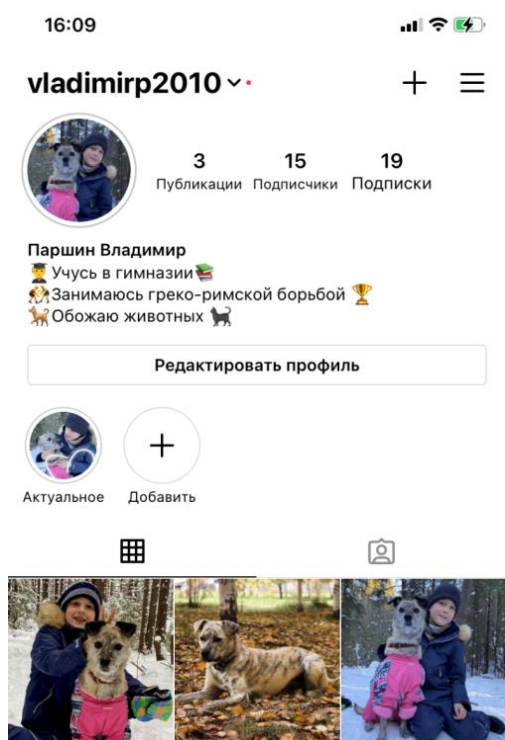 16:09
vladimirp2010
3 15 19
Публикации Подписчики Подписки
Паршин Владимир
Учусь в гимназии
Занимаюсь греко-римской борьбой
Обожаю животных
Редактировать профиль
Актуальное Добавить